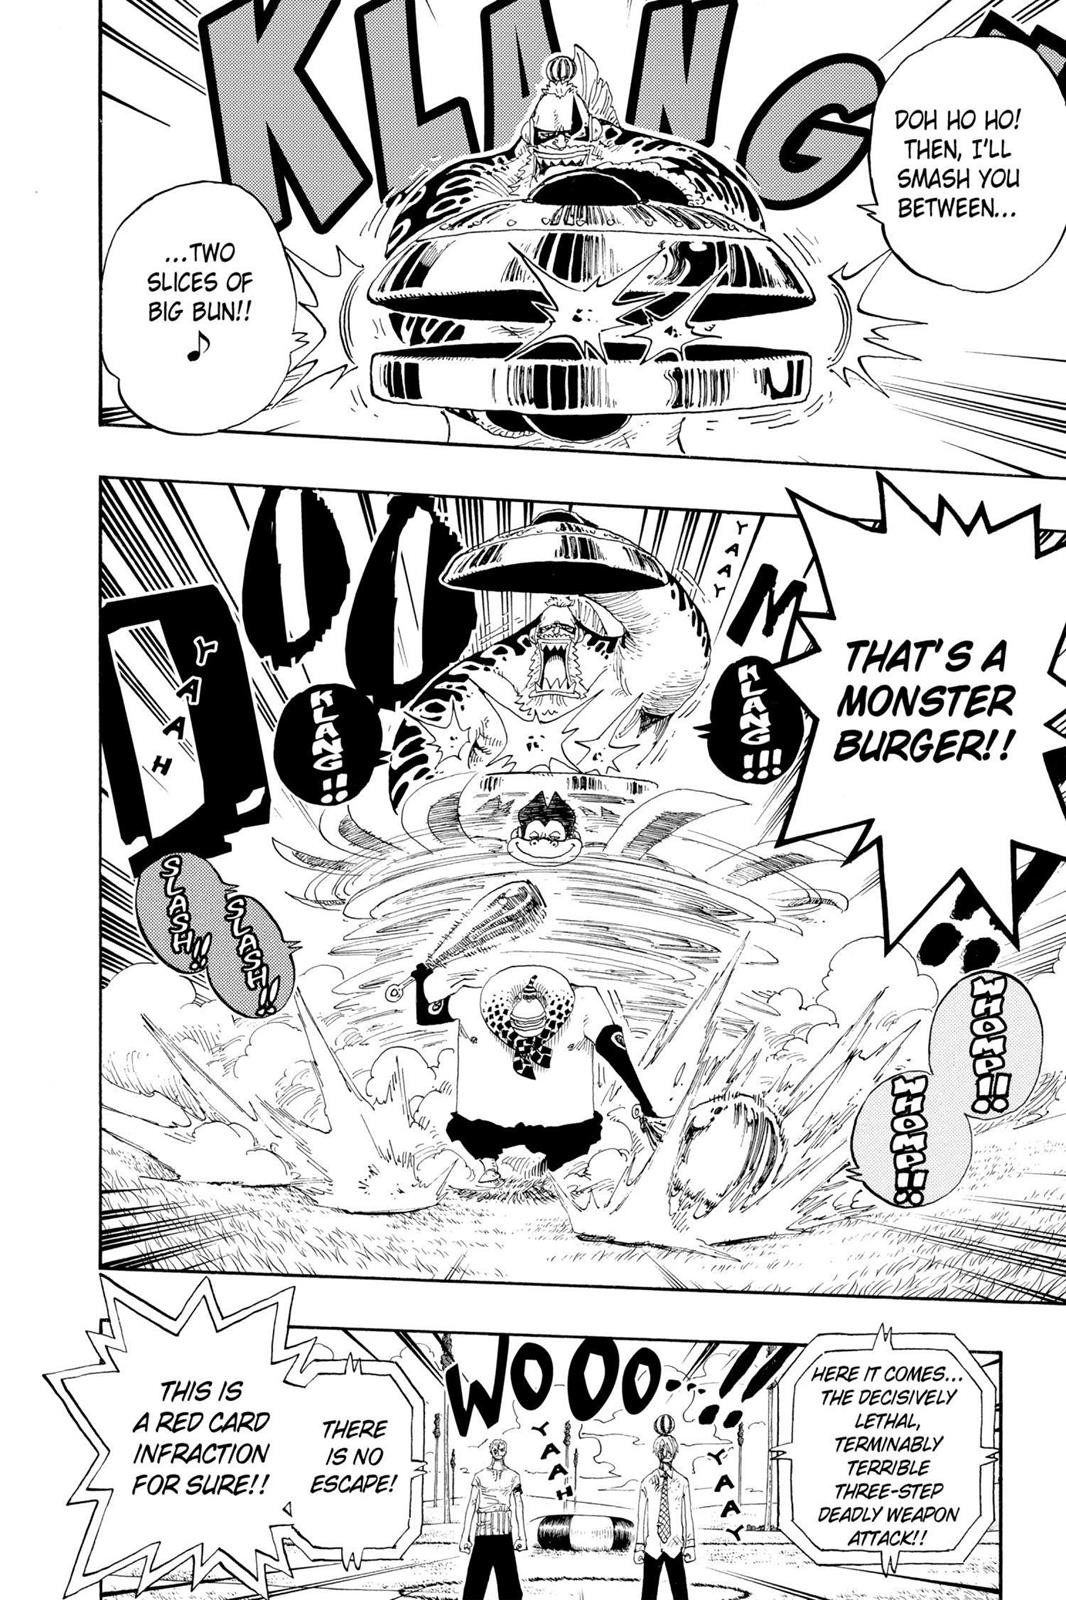 KLANG
DOH HO HO!
THEN, I'LL
SMASH YOU
BETWEEN...
...TWO
SLICES OF
BIG BUN!!
♪
THAT'S A
MONSTER
BURGER!!
DOOM!!
YAAY
YAAH
KLANG!!
KLANG!!!
SLASH!!
SLASH!!
WHOMP!!
WHOMP!!
HERE IT COMES...
THE DECISIVELY
LETHAL,
TERMINABLY
TERRIBLE
THREE-STEP
DEADLY WEAPON
ATTACK!!
WOOO...!!
YAAAH
YAAY
THERE
IS NO
ESCAPE!
THIS IS
A RED CARD
INFRACTION
FOR SURE!!